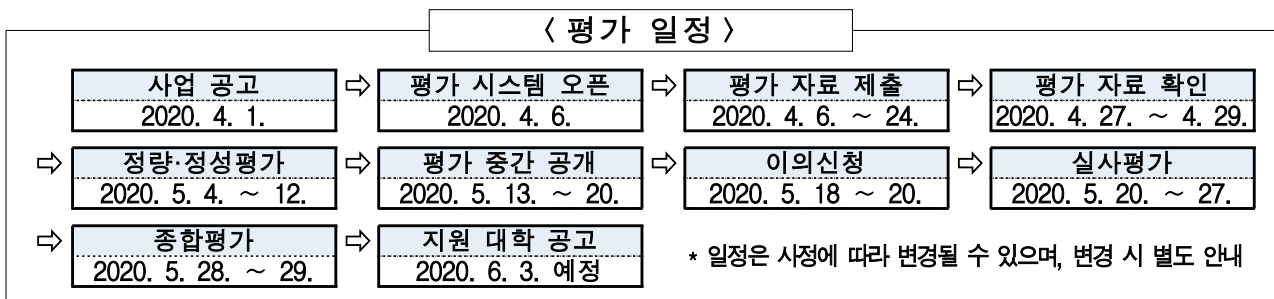 < 평가 일정 >
사업 공고 ⇨ 평가 시스템 오픈 ⇨ 평가 자료 제출 ⇨ 평가 자료 확인
2020. 4. 1. 2020. 4. 6. 2020. 4. 6. ~ 24. 2020. 4. 27. ~ 4. 29.
⇨ 정량·정성평가 ⇨ 평가 중간 공개 ⇨ 이의신청 ⇨ 실사평가
2020. 5. 4. ~ 12. 2020. 5. 13. ~ 20. 2020. 5. 18 ~ 20. 2020. 5. 20. ~ 27.
⇨ 종합평가 ⇨ 지원 대학 공고
2020. 5. 28. ~ 29. 2020. 6. 3. 예정
* 일정은 사정에 따라 변경될 수 있으며, 변경 시 별도 안내